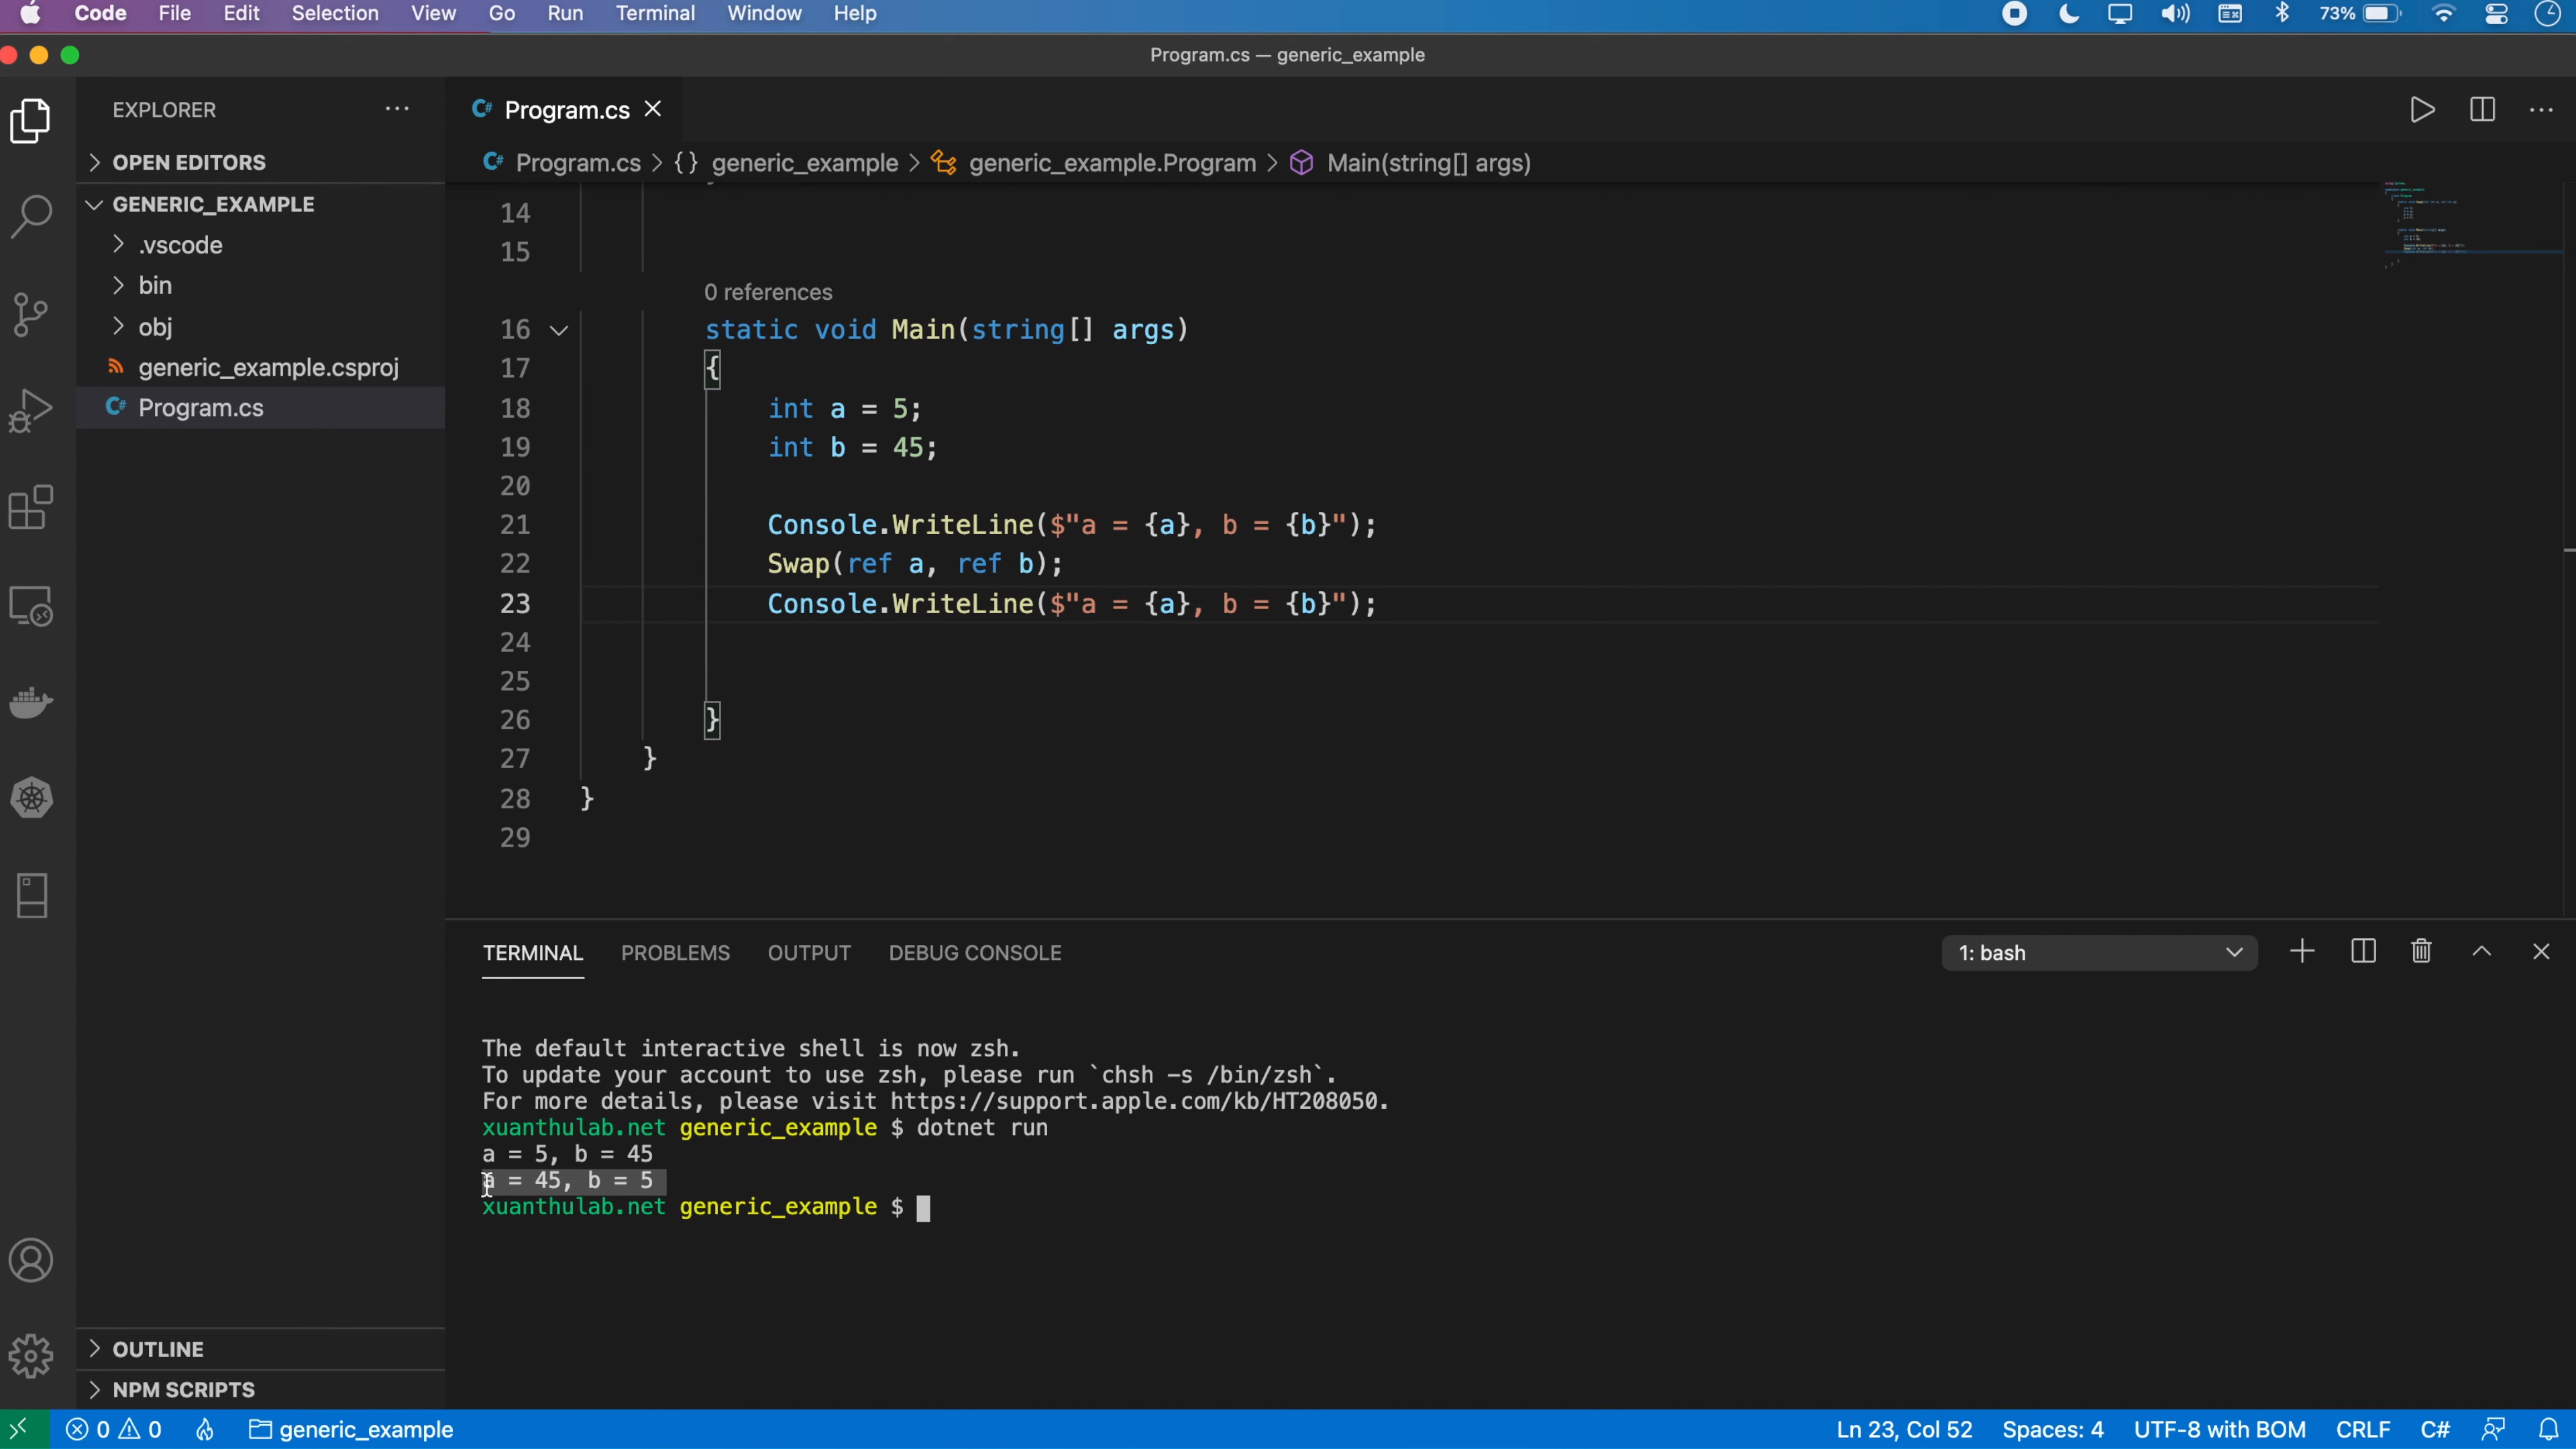 Code File Edit Selection View Go Run Terminal Window Help 73%
Program.cs — generic_example
EXPLORER
OPEN EDITORS
GENERIC_EXAMPLE
.vscode
bin
obj
generic_example.csproj
C# Program.cs
C# Program.cs
C# Program.cs > {} generic_example > generic_example.Program > Main(string[] args)
14
15
0 references
16 static void Main(string[] args)
17 {
18 int a = 5;
19 int b = 45;
20
21 Console.WriteLine($"a = {a}, b = {b}");
22 Swap(ref a, ref b);
23 Console.WriteLine($"a = {a}, b = {b}");
24
25
26 }
27 }
28 }
29
TERMINAL PROBLEMS OUTPUT DEBUG CONSOLE 1: bash
The default interactive shell is now zsh.
To update your account to use zsh, please run `chsh -s /bin/zsh`.
For more details, please visit https://support.apple.com/kb/HT208050.
xuanthulab.net generic_example $ dotnet run
a = 5, b = 45
a = 45, b = 5
xuanthulab.net generic_example $
OUTLINE
NPM SCRIPTS
0 0 generic_example Ln 23, Col 52 Spaces: 4 UTF-8 with BOM CRLF C#